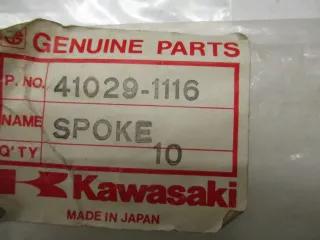 GENUINE PARTS
P. NO. 41029-1116
NAME SPOKE
Q'TY 10
Kawasaki
MADE IN JAPAN